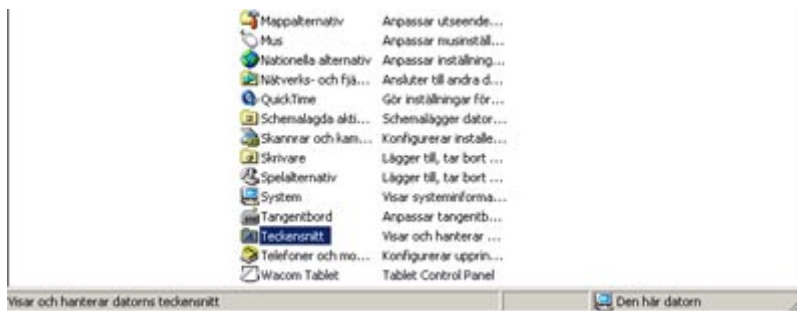 Mappalternativ Anpassar utseende...
Mus Anpassar musinställ...
Nationella alternativ Anpassar inställning...
Nätverks- och fjä... Ansluter till andra d...
QuickTime Gör inställningar för...
Schemalagda akti... Schemalägger dator...
Skannrar och kam... Konfigurerar installe...
Skrivare Lägger till, tar bort ...
Spelalternativ Lägger till, tar bort ...
System Visar systeminforma...
Tangentbord Anpassar tangentb...
Teckensnitt Visar och hanterar ...
Telefoner och mo... Konfigurerar upprin...
Wacom Tablet Tablet Control Panel
Visar och hanterar datorns teckensnitt Den här datorn